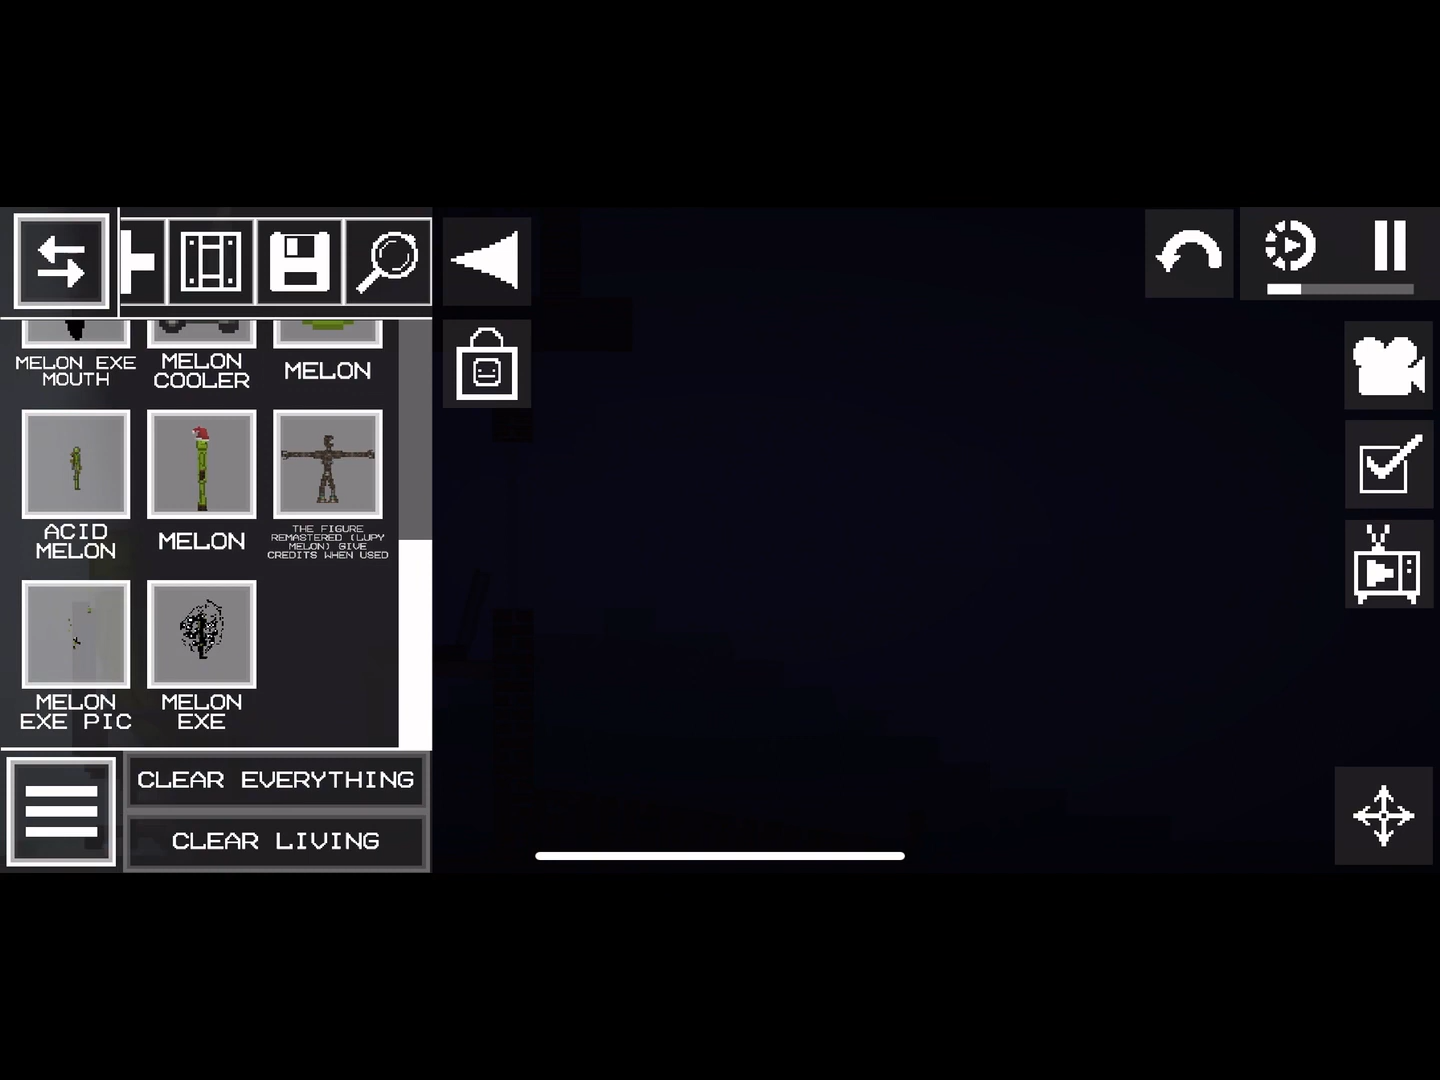 MELON EXE
MOUTH
MELON
COOLER
MELON
ACID
MELON
MELON
THE FIGURE
REMASTERED (LUPY
MELON) GIVE
CREDITS WHEN USED
MELON
EXE PIC
MELON
EXE
CLEAR EVERYTHING
CLEAR LIVING